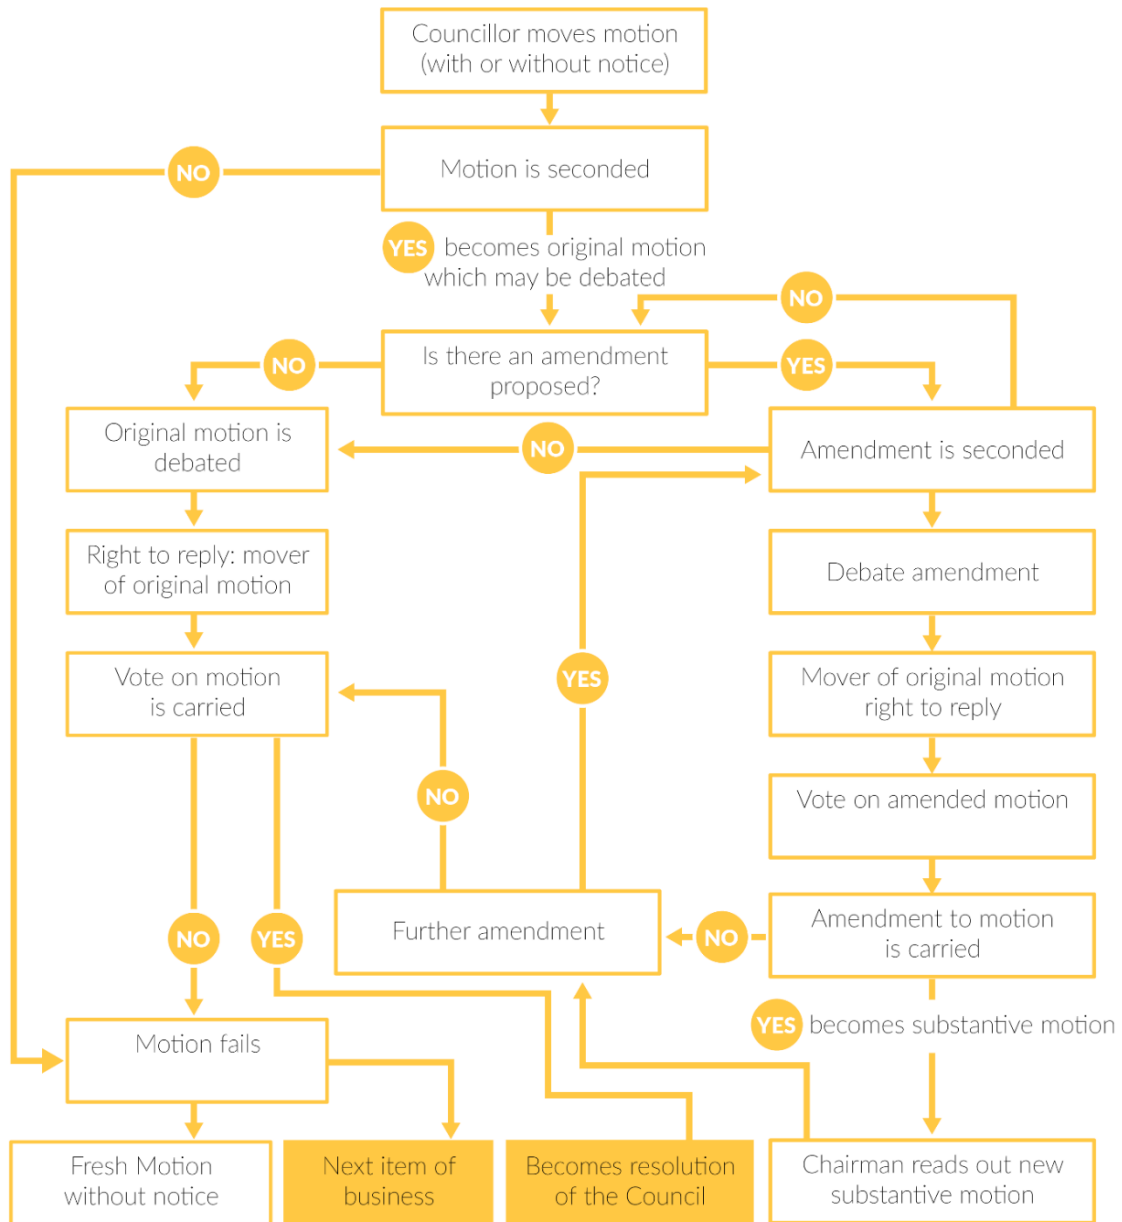 Councillor moves motion
(with or without notice)
NO
Motion is seconded
YES becomes original motion
which may be debated
NO
Is there an amendment
proposed?
NO
YES
Original motion is
debated
NO
Amendment is seconded
Right to reply: mover
of original motion
Debate amendment
Vote on motion
is carried
YES
Mover of original motion
right to reply
NO
Vote on amended motion
NO
YES
Further amendment
NO
Amendment to motion
is carried
YES becomes substantive motion
Motion fails
Fresh Motion
without notice
Next item of
business
Becomes resolution
of the Council
Chairman reads out new
substantive motion